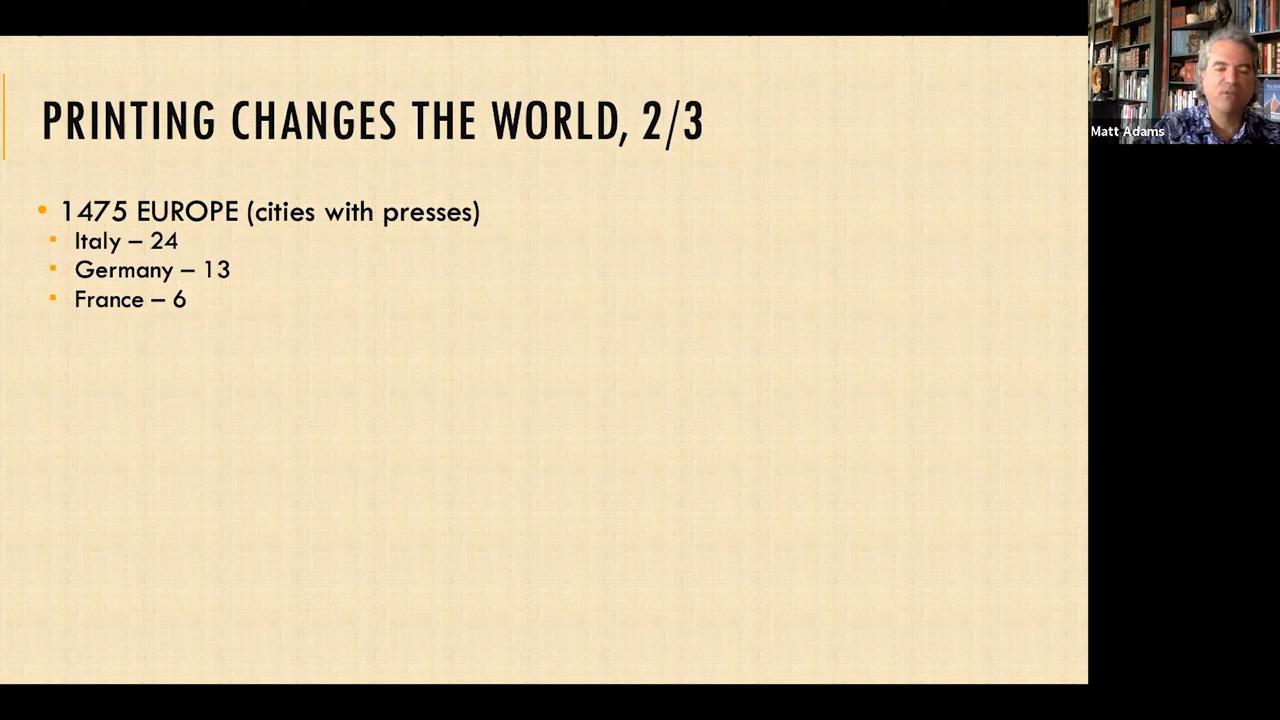 PRINTING CHANGES THE WORLD, 2/3
• 1475 EUROPE (cities with presses)
▪ Italy – 24
▪ Germany – 13
▪ France – 6
Matt Adams